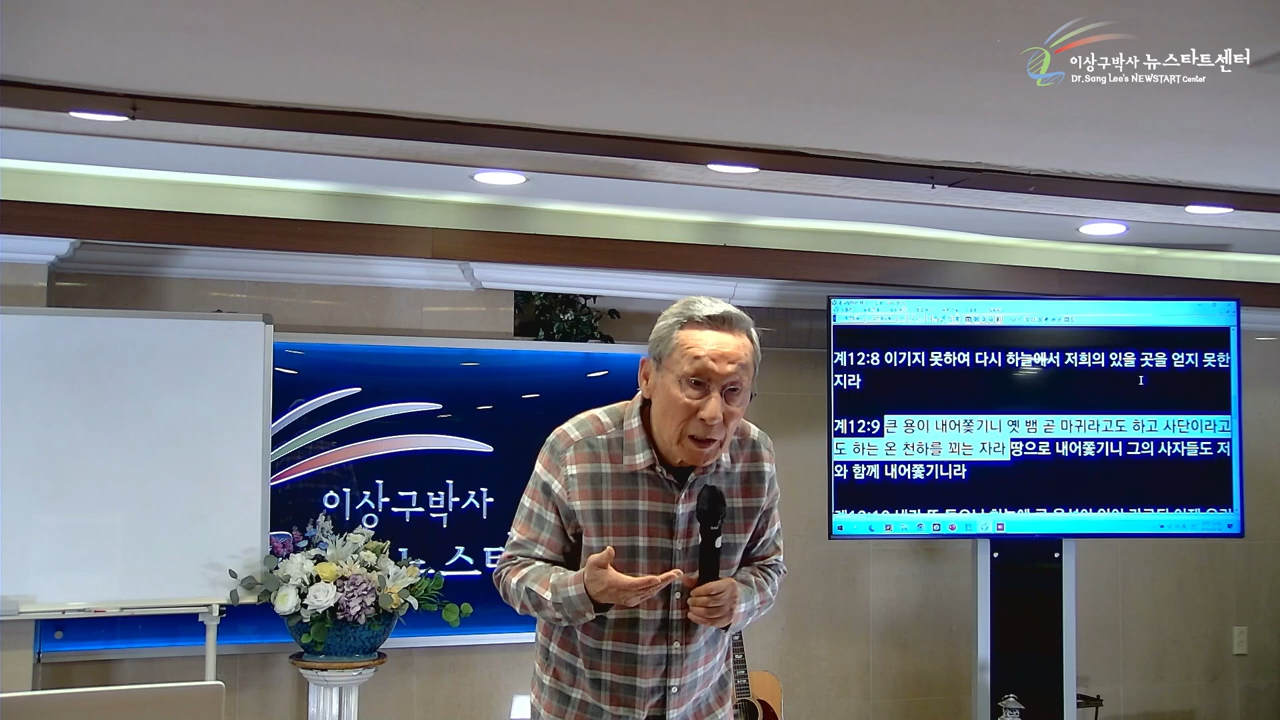 이상구박사 뉴스타트센터
Dr. Sang Lee's NEWSTART Center
계12:8 이기지 못하여 다시 하늘에서 저희의 있을 곳을 얻지 못한
지라
계12:9 큰 용이 내어쫓기니 옛 뱀 곧 마귀라고도 하고 사단이라고
도 하는 온 천하를 꾀는 자라 땅으로 내어쫓기니 그의 사자들도 저
와 함께 내어쫓기니라
이상구박사
뉴스타